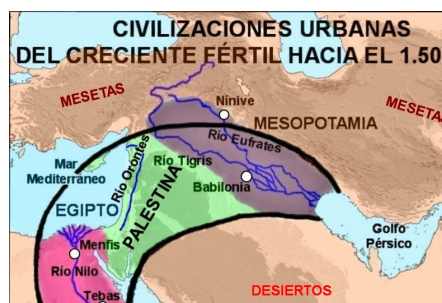 CIVILIZACIONES URBANAS
DEL CRECIENTE FÉRTIL HACIA EL 1.50
MESETAS
MESETA
Nínive
MESOPOTAMIA
Río Eufrates
Mar
Mediterráneo
Río Orontes
Río Tigris
PALESTINA
Babilonia
EGIPTO
Menfis
Golfo
Pérsico
Río Nilo
Tebas
DESIERTOS